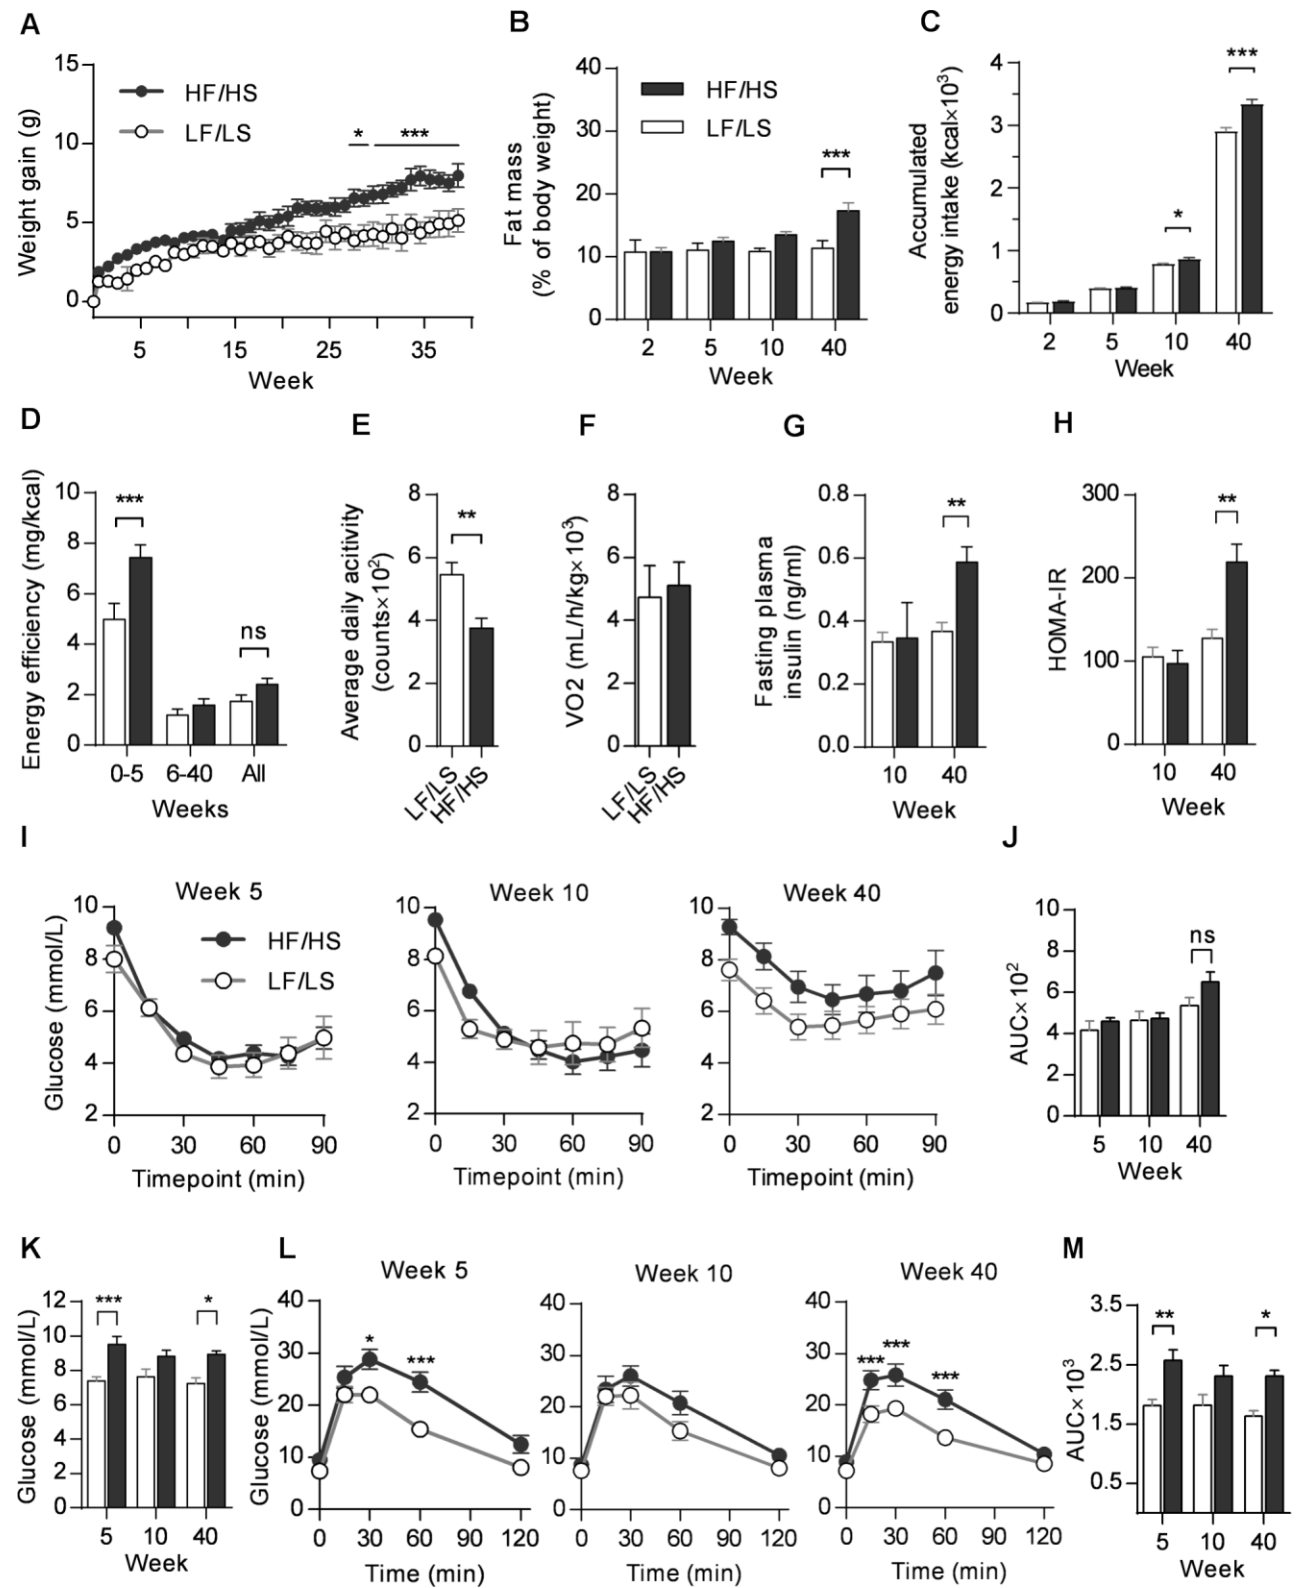 A
B
C
15
10
5
0
Weight gain (g)
HF/HS
LF/LS
*
***
5
15
25
35
Week
40
30
20
10
0
Fat mass
(% of body weight)
HF/HS
LF/LS
***
2
5
10
40
Week
4
3
2
1
0
Accumulated
energy intake (kcal×10³)
*
***
2
5
10
40
Week
D
E
F
G
H
10
8
6
4
2
0
Energy efficiency (mg/kcal)
***
ns
0-5
6-40
All
Weeks
8
6
4
2
0
Average daily acitivity
(counts×10²)
**
LF/LS
HF/HS
8
6
4
2
0
VO2 (mL/h/kg×10³)
LF/LS
HF/HS
0.8
0.6
0.4
0.2
0.0
Fasting plasma
insulin (ng/ml)
**
10
40
Week
300
200
100
0
HOMA-IR
**
10
40
Week
I
J
Week 5
10
8
6
4
2
Glucose (mmol/L)
HF/HS
LF/LS
0
30
60
90
Timepoint (min)
Week 10
10
8
6
4
2
0
30
60
90
Timepoint (min)
Week 40
10
8
6
4
2
0
30
60
90
Timepoint (min)
10
8
6
4
2
0
AUC×10²
ns
5
10
40
Week
K
L
M
12
10
8
6
4
2
0
Glucose (mmol/L)
***
*
5
10
40
Week
Week 5
40
30
20
10
0
Glucose (mmol/L)
*
***
0
30
60
90
120
Time (min)
Week 10
40
30
20
10
0
0
30
60
90
120
Time (min)
Week 40
40
30
20
10
0
***
***
***
0
30
60
90
120
Time (min)
3.5
2.5
1.5
0.5
AUC×10³
**
*
5
10
40
Week